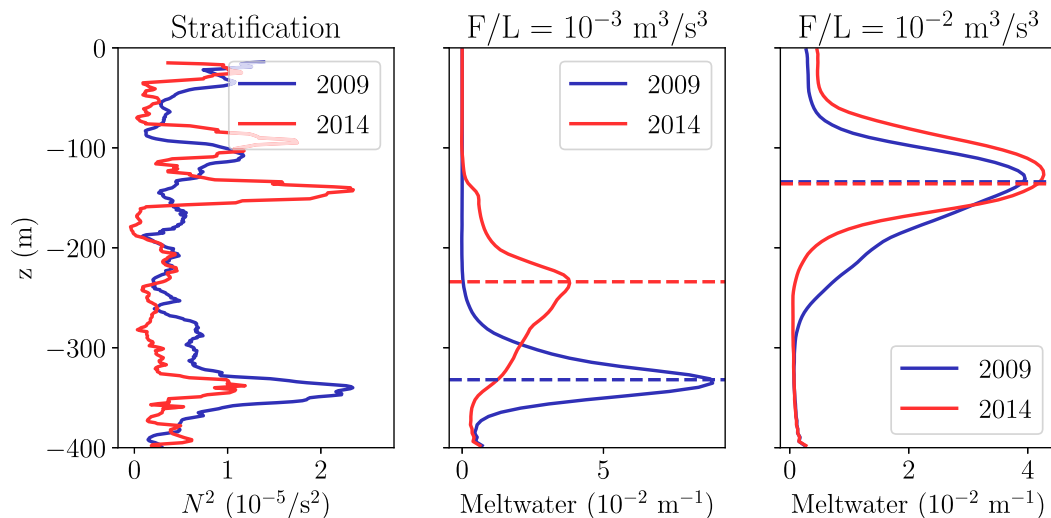 Stratification
F/L = 10⁻³ m³/s³
F/L = 10⁻² m³/s³
0
−100
−200
−300
−400
z (m)
2009
2014
2009
2014
2009
2014
0 1 2
0 5
0 2 4
N² (10⁻⁵/s²)
Meltwater (10⁻² m⁻¹)
Meltwater (10⁻² m⁻¹)